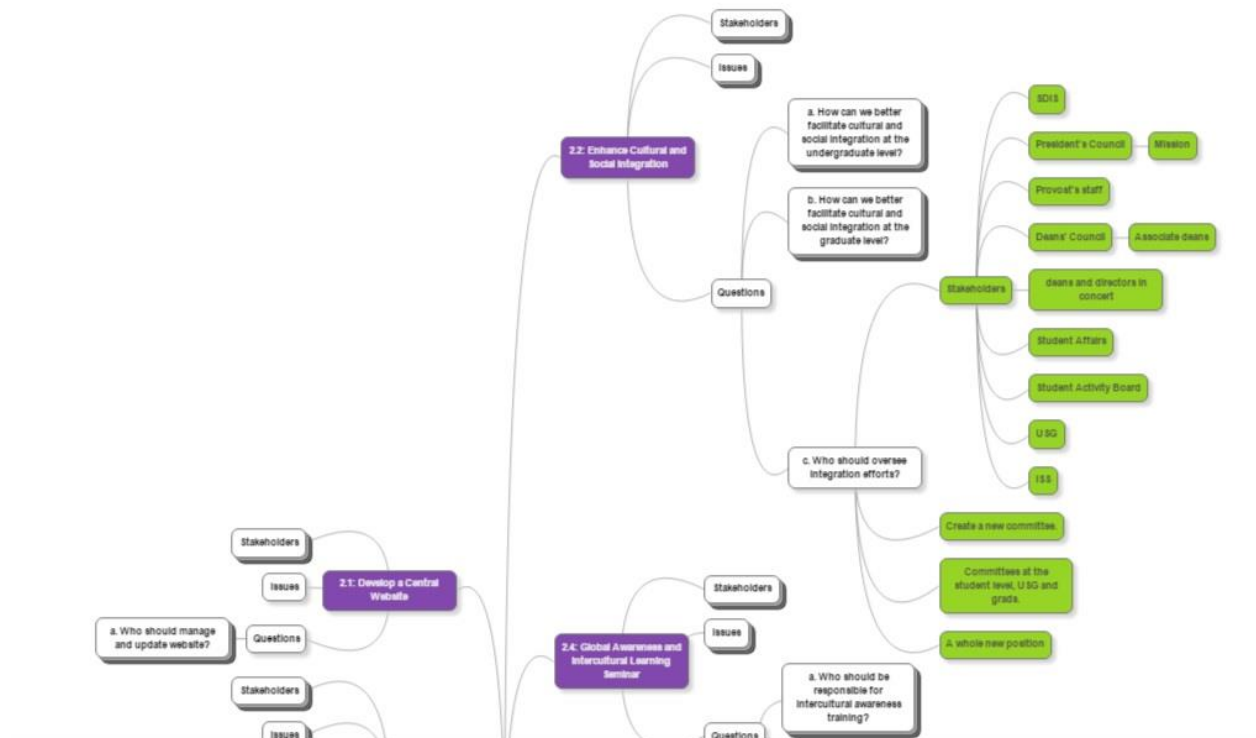 Stakeholders
Issues
2.2: Enhance Cultural and
Social Integration
a. How can we better
facilitate cultural and
social integration at the
undergraduate level?
b. How can we better
facilitate cultural and
social integration at the
graduate level?
Questions
c. Who should oversee
integration efforts?
Stakeholders
SDIS
President's Council
Mission
Provost's staff
Deans' Council
Associate deans
deans and directors in
concert
Student Affairs
Student Activity Board
USG
ISS
Create a new committee.
Committees at the
student level, USG and
grads.
A whole new position
Stakeholders
Issues
2.1: Develop a Central
Website
a. Who should manage
and update website?
Questions
Stakeholders
Issues
Stakeholders
Issues
2.4: Global Awareness and
Intercultural Learning
Seminar
a. Who should be
responsible for
intercultural awareness
training?
Questions